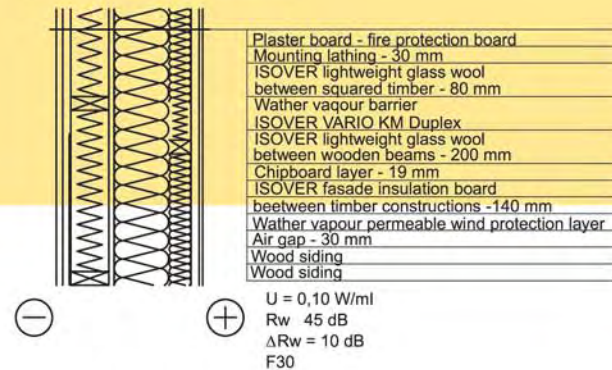 Plaster board - fire protection board
Mounting lathing - 30 mm
ISOVER lightweight glass wool
between squared timber - 80 mm
Wather vaqour barrier
ISOVER VARIO KM Duplex
ISOVER lightweight glass wool
between wooden beams - 200 mm
Chipboard layer - 19 mm
ISOVER fasade insulation board
beetween timber constructions -140 mm
Wather vapour permeable wind protection layer
Air gap - 30 mm
Wood siding
Wood siding
− +
U = 0,10 W/ml
Rw 45 dB
ΔRw = 10 dB
F30